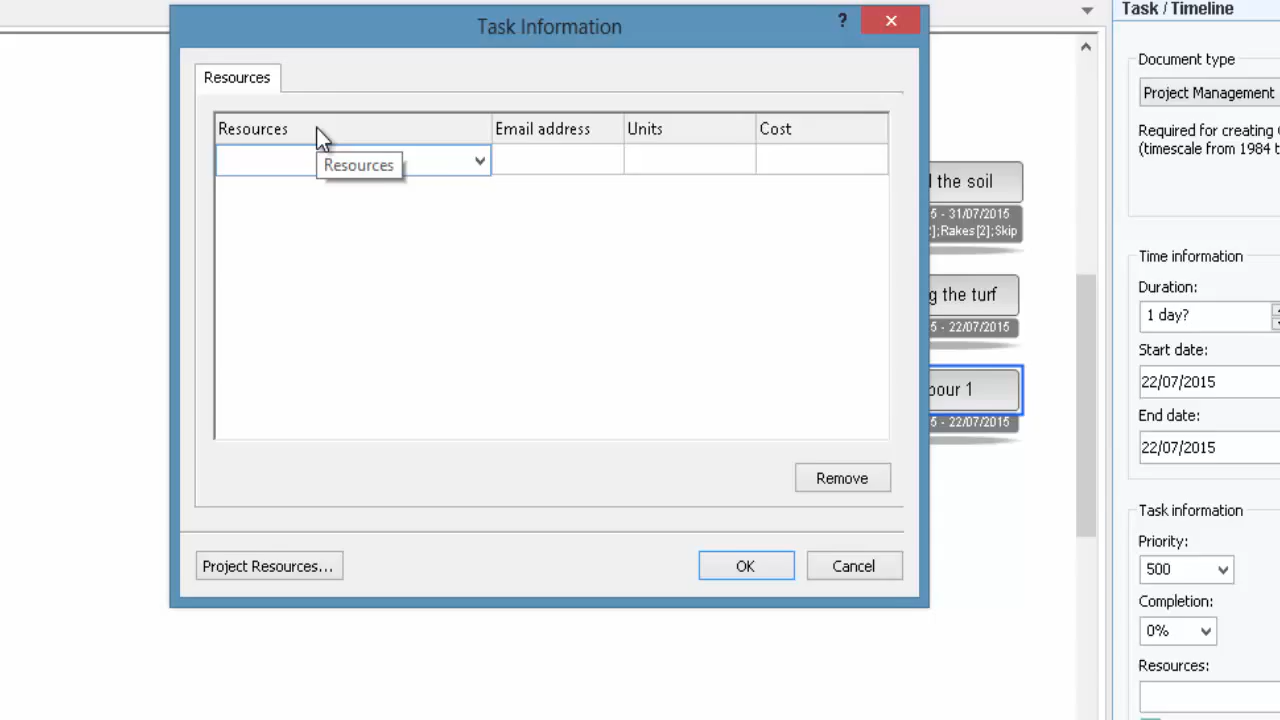 Task Information
?
Resources
Resources Email address Units Cost
Resources
Remove
Project Resources...
OK
Cancel
the soil
5 - 31/07/2015
2];Rakes[2];Skip
g the turf
5 - 22/07/2015
our 1
5 - 22/07/2015
Task / Timeline
Document type
Project Management
Required for creating
(timescale from 1984 t
Time information
Duration:
1 day?
Start date:
22/07/2015
End date:
22/07/2015
Task information
Priority:
500
Completion:
0%
Resources: